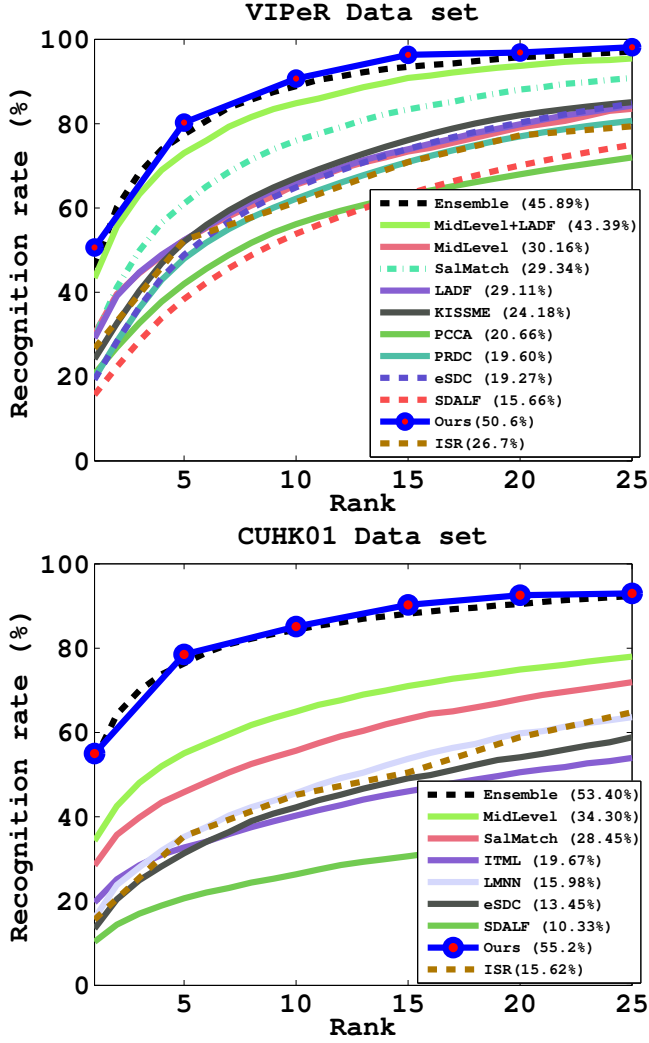 VIPeR Data set
Recognition rate (%)
100
80
60
40
20
0
Ensemble (45.89%)
MidLevel+LADF (43.39%)
MidLevel (30.16%)
SalMatch (29.34%)
LADF (29.11%)
KISSME (24.18%)
PCCA (20.66%)
PRDC (19.60%)
eSDC (19.27%)
SDALF (15.66%)
Ours(50.6%)
ISR(26.7%)
5 10 15 20 25
Rank
CUHK01 Data set
Recognition rate (%)
100
80
60
40
20
0
Ensemble (53.40%)
MidLevel (34.30%)
SalMatch (28.45%)
ITML (19.67%)
LMNN (15.98%)
eSDC (13.45%)
SDALF (10.33%)
Ours (55.2%)
ISR(15.62%)
5 10 15 20 25
Rank